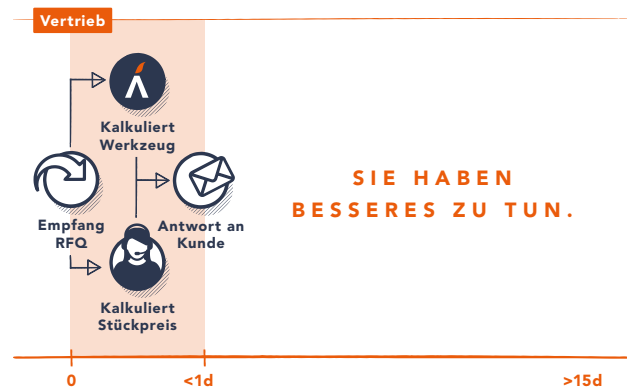 Vertrieb
Kalkuliert
Werkzeug
Empfang
RFQ
Antwort an
Kunde
Kalkuliert
Stückpreis
SIE HABEN
BESSERES ZU TUN.
0
<1d
>15d